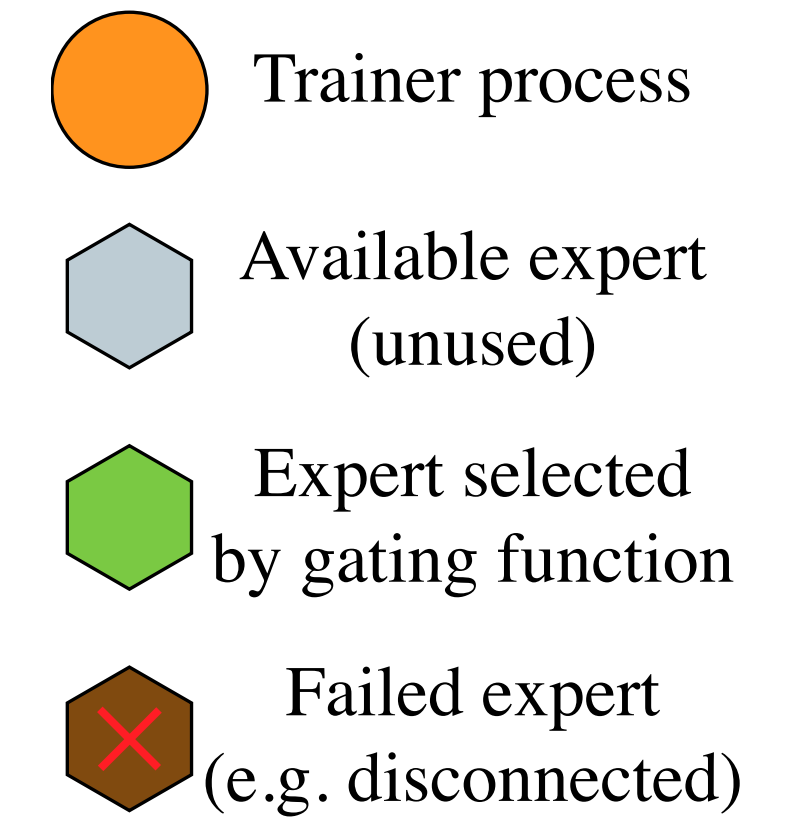 Trainer process
Available expert
(unused)
Expert selected
by gating function
Failed expert
(e.g. disconnected)